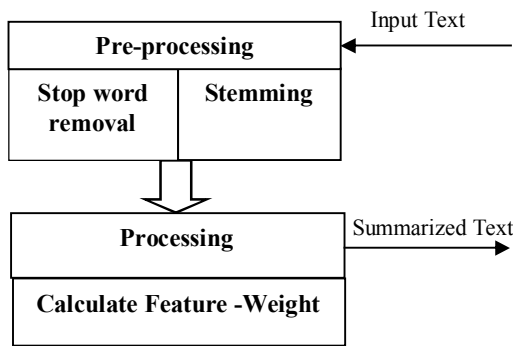 Input Text
Pre-processing
Stop word
removal
Stemming
Processing
Summarized Text
Calculate Feature -Weight